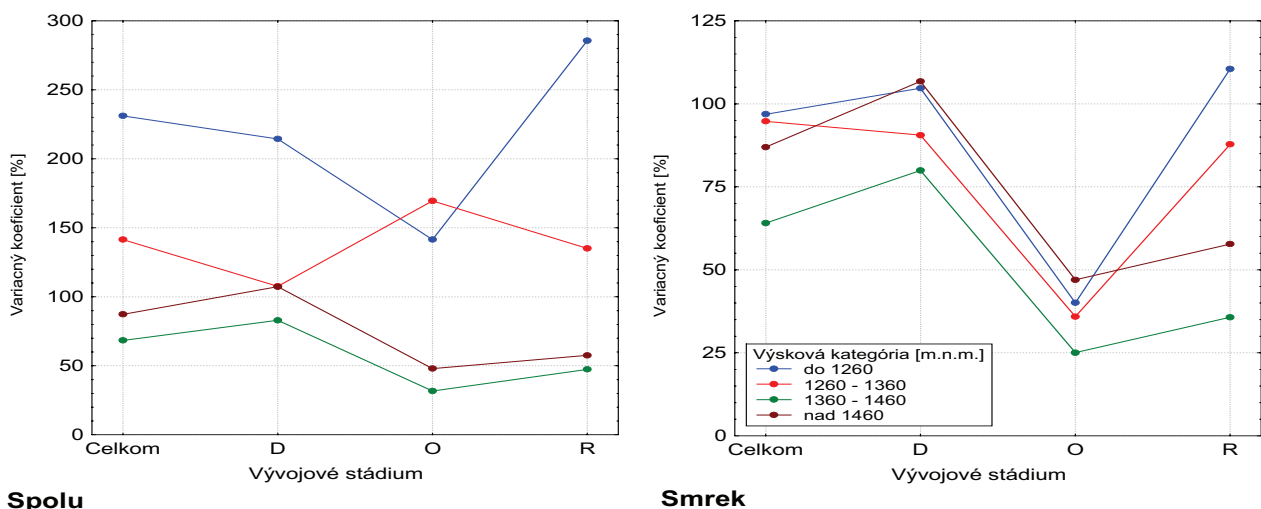 300
250
200
150
100
50
0
Variacný koeficient [%]
Celkom D O R
Vývojové stádium
Spolu
125
100
75
50
25
0
Variacný koeficient [%]
Výsková kategória [m.n.m.]
do 1260
1260 - 1360
1360 - 1460
nad 1460
Celkom D O R
Vývojové stádium
Smrek